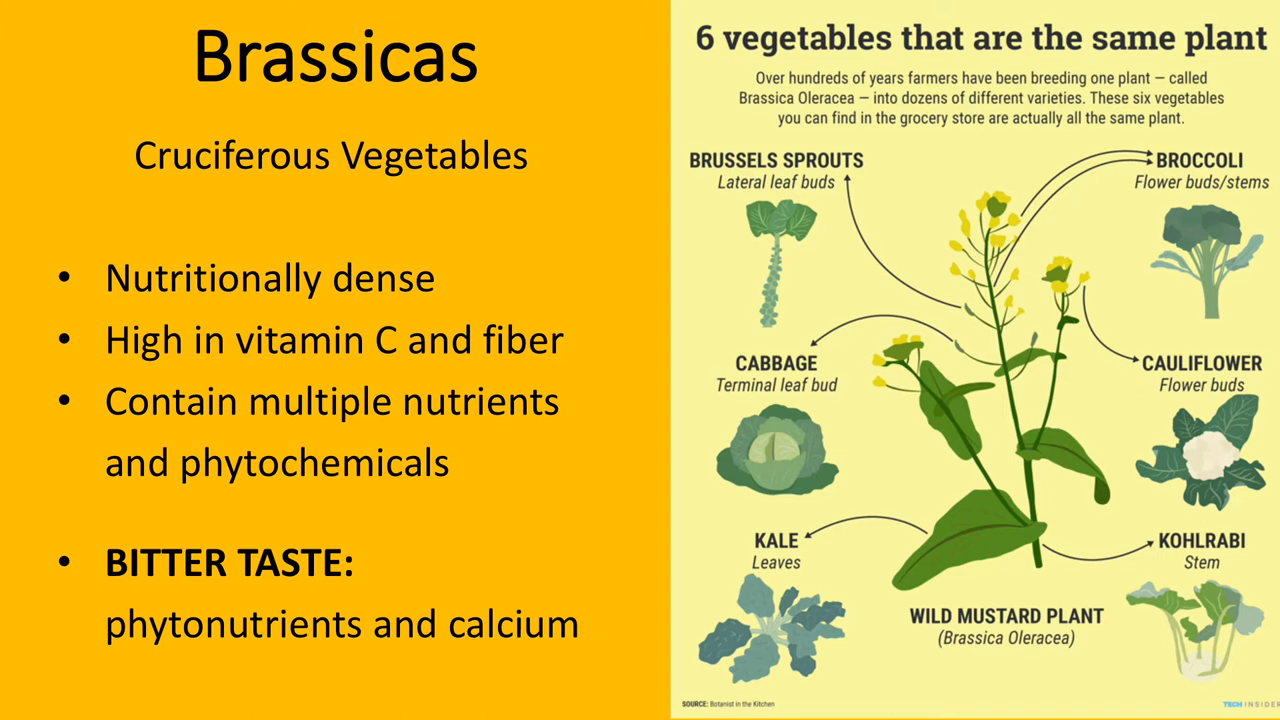 Brassicas
Cruciferous Vegetables
• Nutritionally dense
• High in vitamin C and fiber
• Contain multiple nutrients
and phytochemicals
• BITTER TASTE:
phytonutrients and calcium
6 vegetables that are the same plant
Over hundreds of years farmers have been breeding one plant — called
Brassica Oleracea — into dozens of different varieties. These six vegetables
you can find in the grocery store are actually all the same plant.
BRUSSELS SPROUTS
Lateral leaf buds
BROCCOLI
Flower buds/stems
CABBAGE
Terminal leaf bud
CAULIFLOWER
Flower buds
KALE
Leaves
KOHLRABI
Stem
WILD MUSTARD PLANT
(Brassica Oleracea)
SOURCE: Botanist in the Kitchen
TECH INSIDER